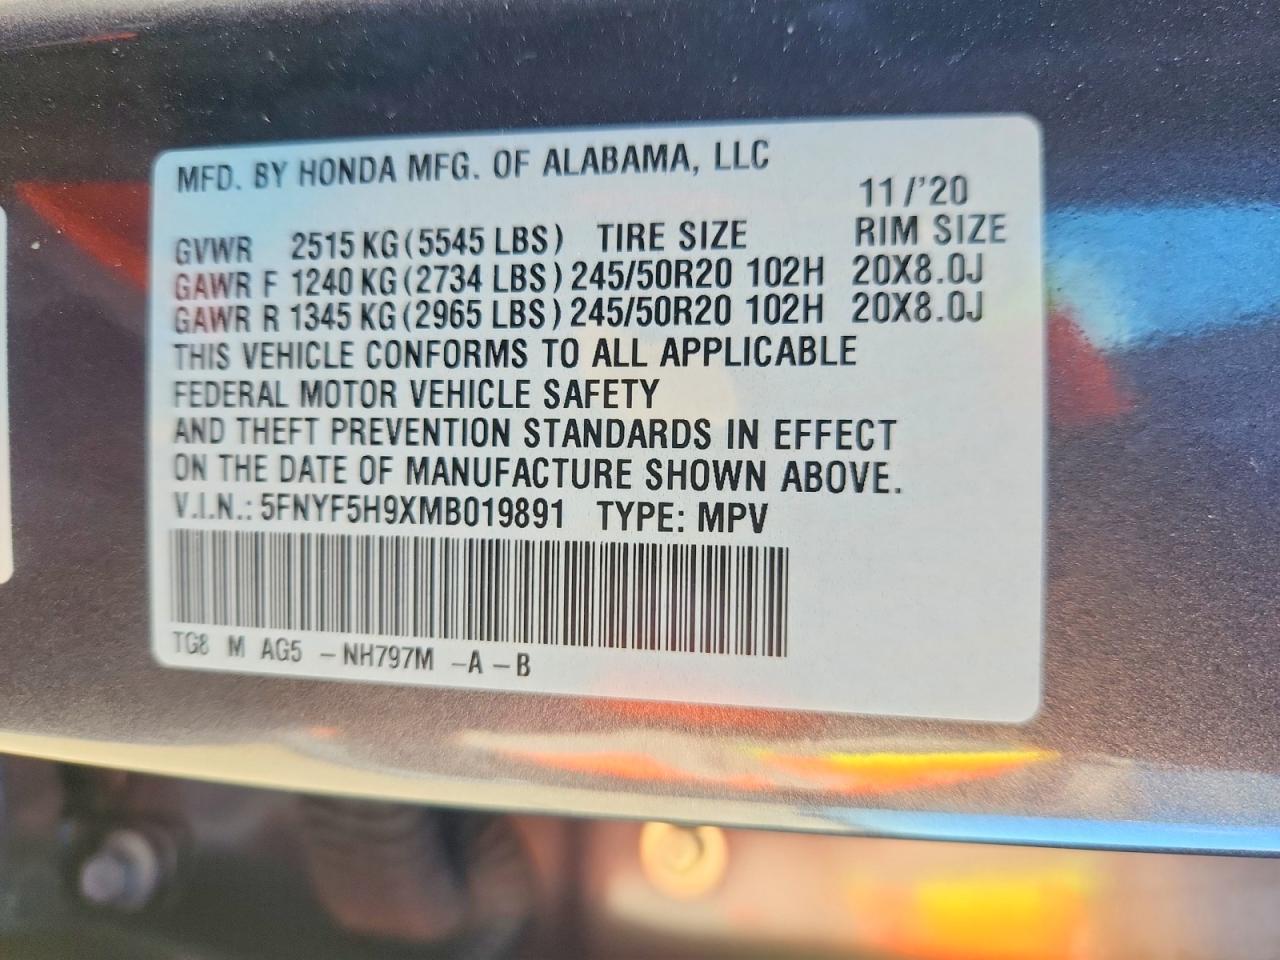 MFD. BY HONDA MFG. OF ALABAMA, LLC
11/'20
GVWR 2515 KG (5545 LBS) TIRE SIZE RIM SIZE
GAWR F 1240 KG (2734 LBS) 245/50R20 102H 20X8.0J
GAWR R 1345 KG (2965 LBS) 245/50R20 102H 20X8.0J
THIS VEHICLE CONFORMS TO ALL APPLICABLE
FEDERAL MOTOR VEHICLE SAFETY
AND THEFT PREVENTION STANDARDS IN EFFECT
ON THE DATE OF MANUFACTURE SHOWN ABOVE.
V.I.N.: 5FNYF5H9XMB019891 TYPE: MPV
TG8 M AG5 -NH797M -A -B